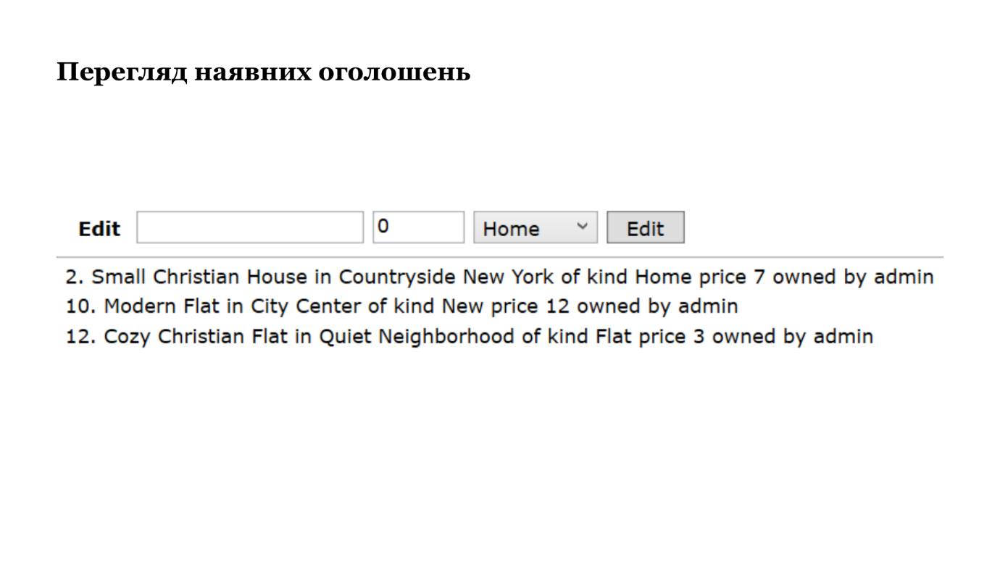 Перегляд наявних оголошень
Edit 0 Home Edit
2. Small Christian House in Countryside New York of kind Home price 7 owned by admin
10. Modern Flat in City Center of kind New price 12 owned by admin
12. Cozy Christian Flat in Quiet Neighborhood of kind Flat price 3 owned by admin